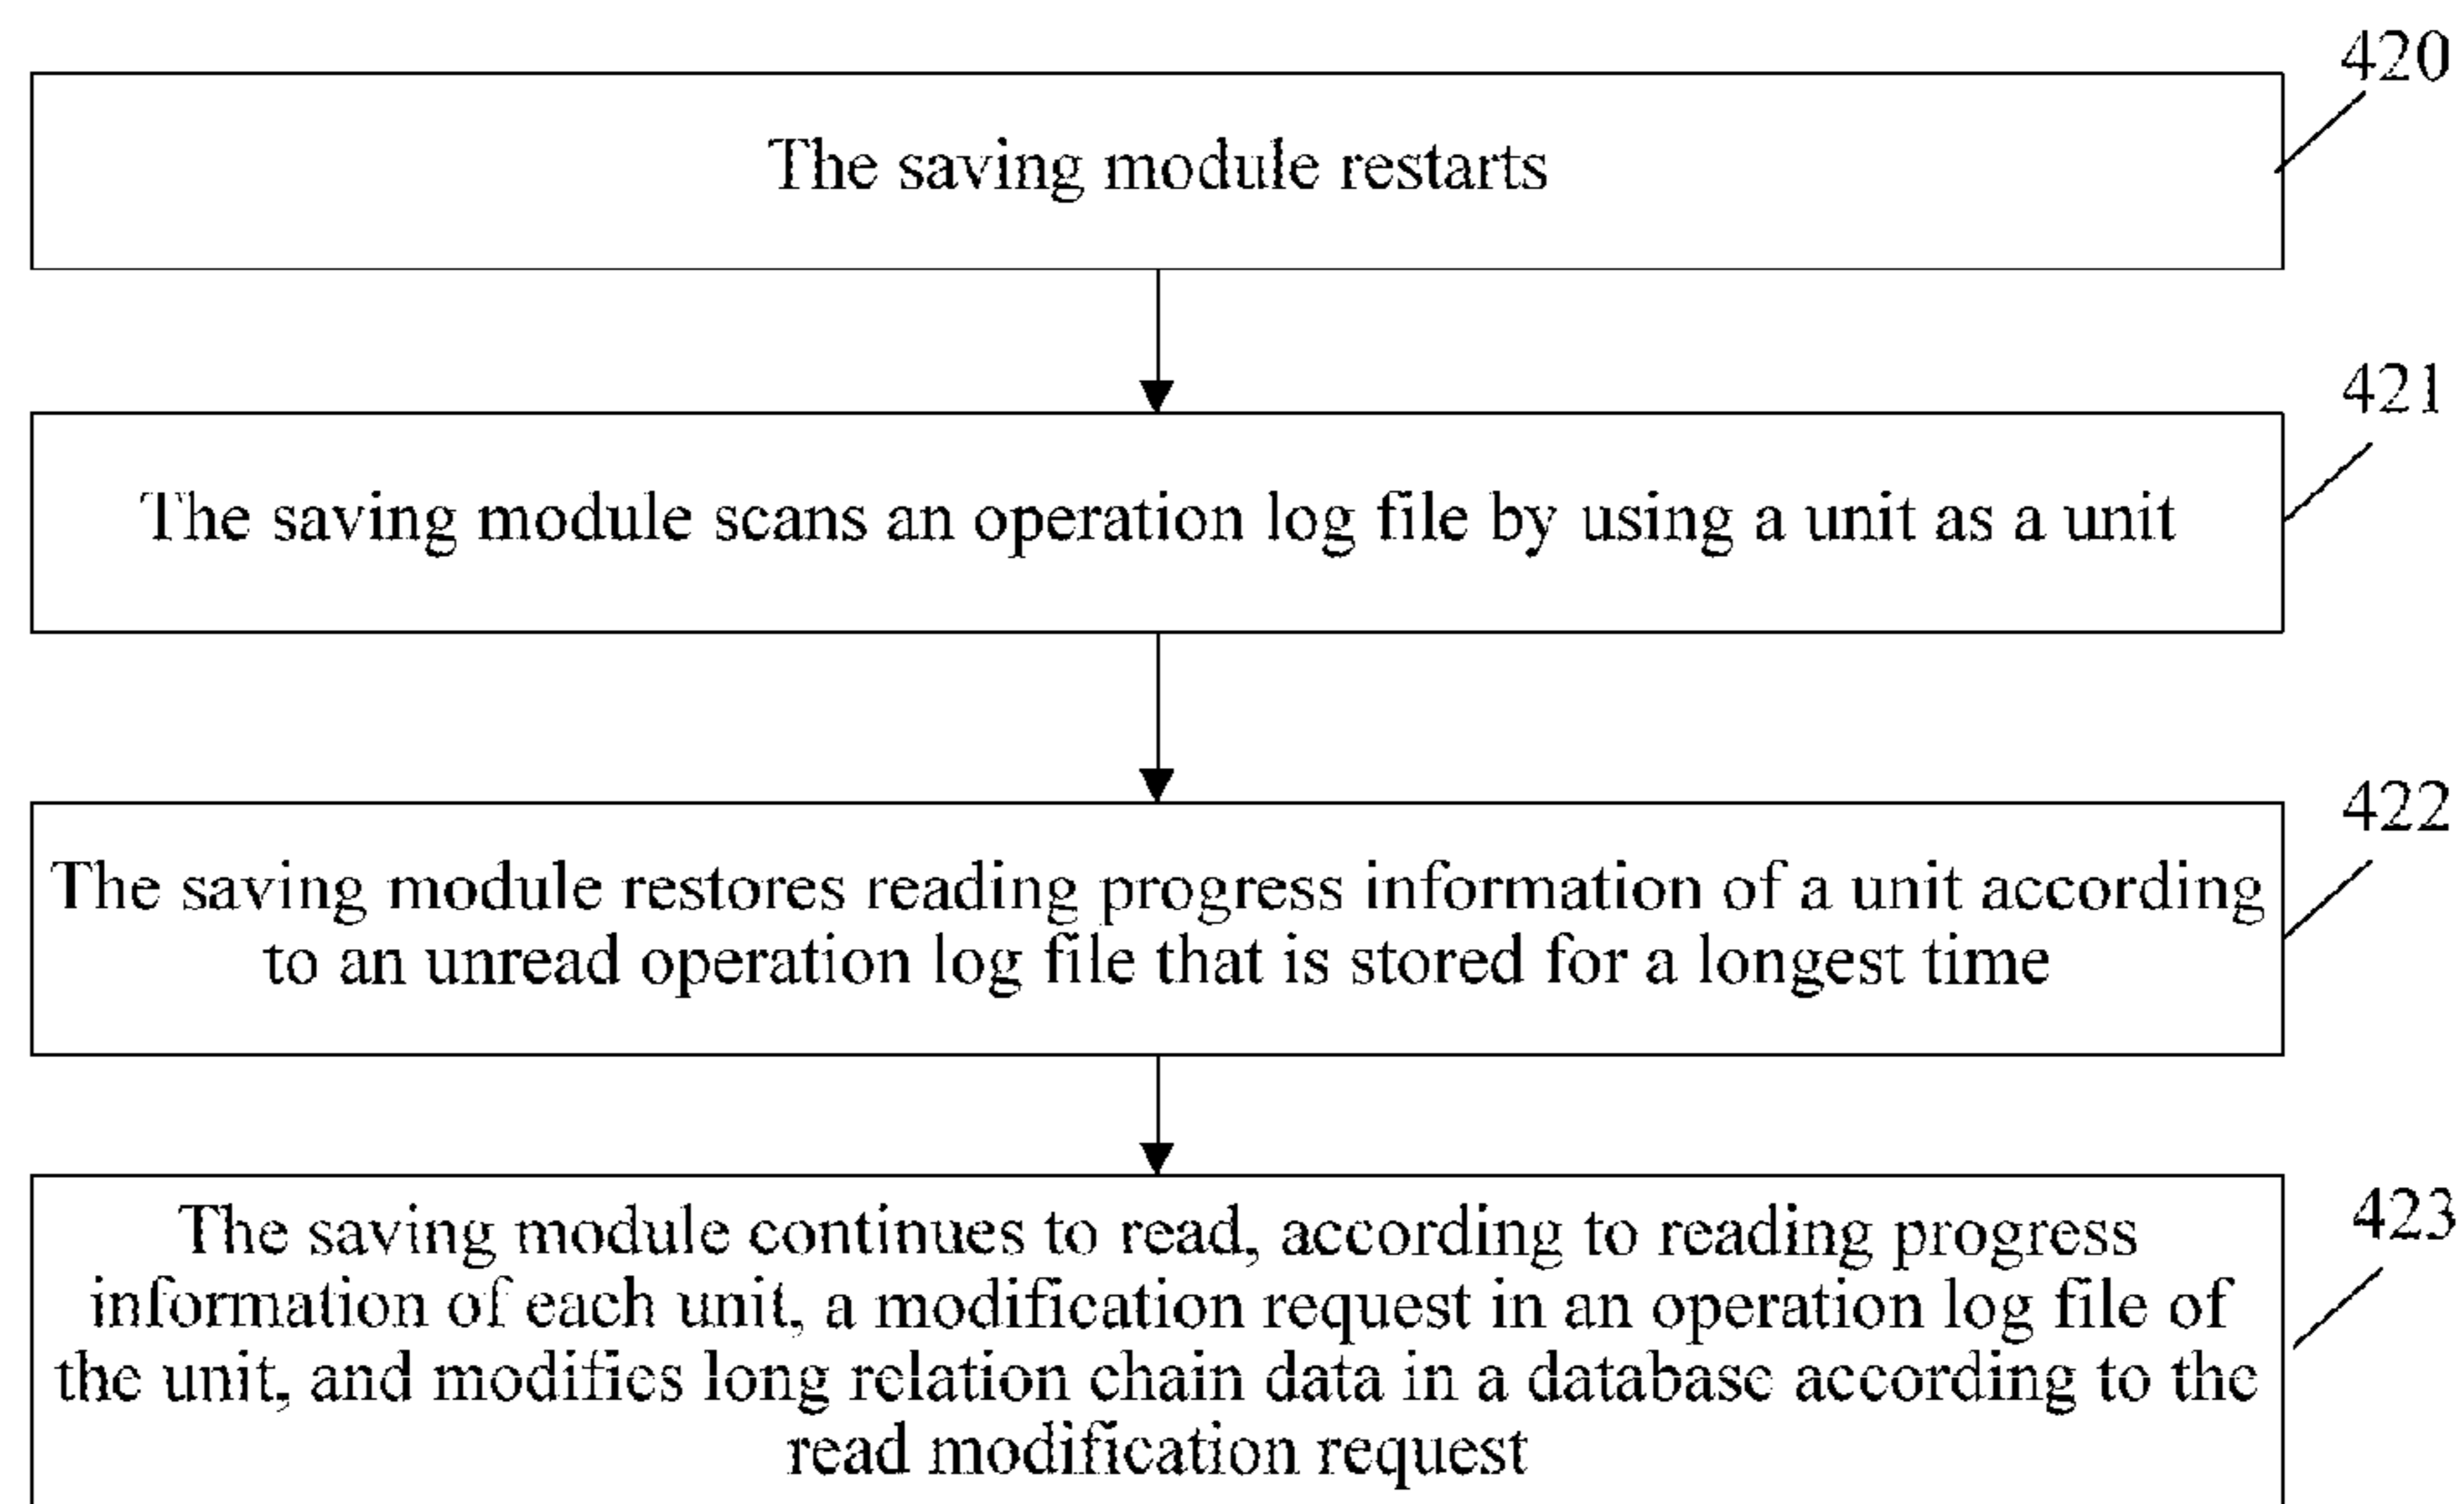 420
The saving module restarts
421
The saving module scans an operation log file by using a unit as a unit
422
The saving module restores reading progress information of a unit according
to an unread operation log file that is stored for a longest time
423
The saving module continues to read, according to reading progress
information of each unit, a modification request in an operation log file of
the unit, and modifies long relation chain data in a database according to the
read modification request